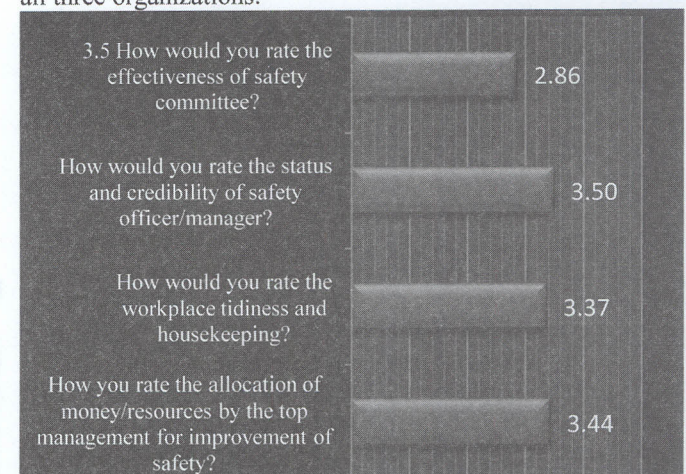 all three organizations.
3.5 How would you rate the
effectiveness of safety
committee?
2.86
How would you rate the status
and credibility of safety
officer/manager?
3.50
How would you rate the
workplace tidiness and
housekeeping?
3.37
How you rate the allocation of
money/resources by the top
management for improvement of
safety?
3.44